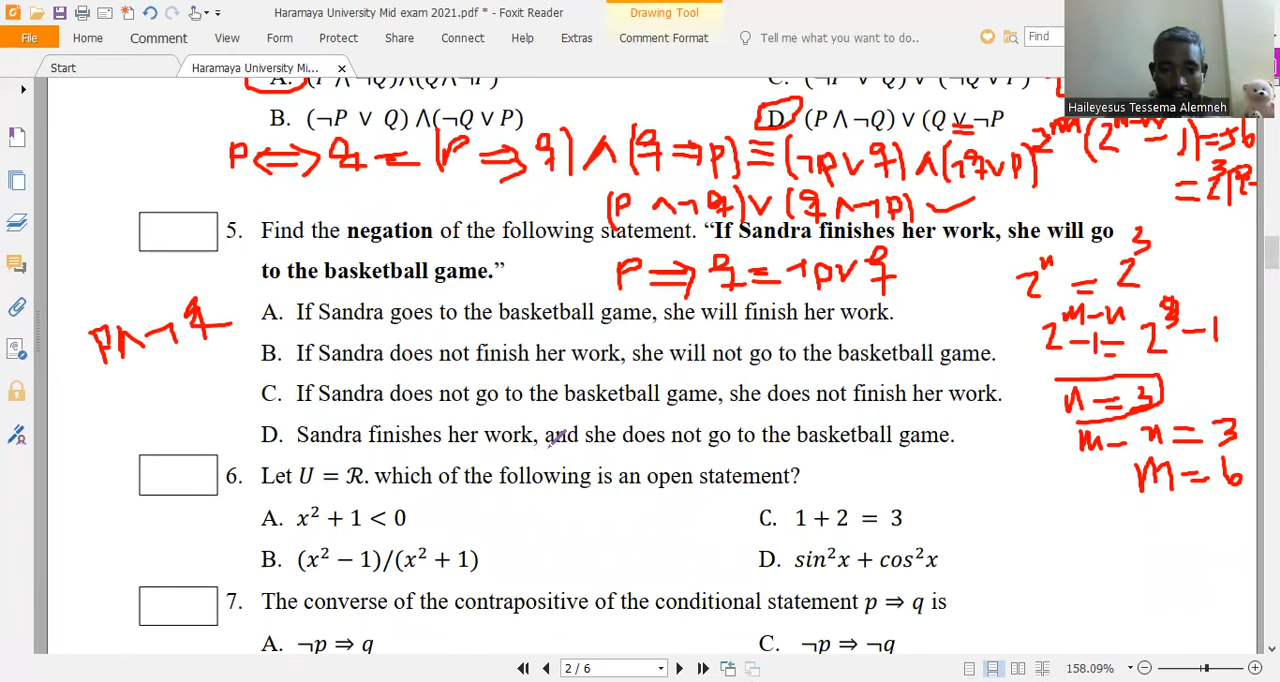 Haramaya University Mid exam 2021.pdf * - Foxit Reader
Drawing Tool
File Home Comment View Form Protect Share Connect Help Extras Comment Format Tell me what you want to do.. Find
Start Haramaya University Mid... ×
Haileyesus Tessema Alemneh
B. (¬P ∨ Q) ⋀(¬Q ∨ P)
D. (P ⋀ ¬Q) ∨ (Q ∨ ¬P
P ⟺ q = (P ⟹ q) ∧ (q ⟹ p) ≡ (¬p∨q) ∧ (¬q∨p)
(P ∧¬q)∨(q ∧¬p) ✓
5. Find the negation of the following statement. “If Sandra finishes her work, she will go
to the basketball game.”
P ⟹ q = ¬p∨q
A. If Sandra goes to the basketball game, she will finish her work.
p∧¬q
B. If Sandra does not finish her work, she will not go to the basketball game.
C. If Sandra does not go to the basketball game, she does not finish her work.
D. Sandra finishes her work, and she does not go to the basketball game.
2ⁿ = 2³
2ᵐ⁻ⁿ −1 = 2³ −1
n = 3
m − n = 3
m = 6
6. Let U = ℛ. which of the following is an open statement?
A. x² + 1 < 0
C. 1 + 2 = 3
B. (x² − 1)/(x² + 1)
D. sin²x + cos²x
7. The converse of the contrapositive of the conditional statement p ⇒ q is
A. ¬p ⇒ q
C. ¬p ⇒ ¬q
2 / 6 158.09%